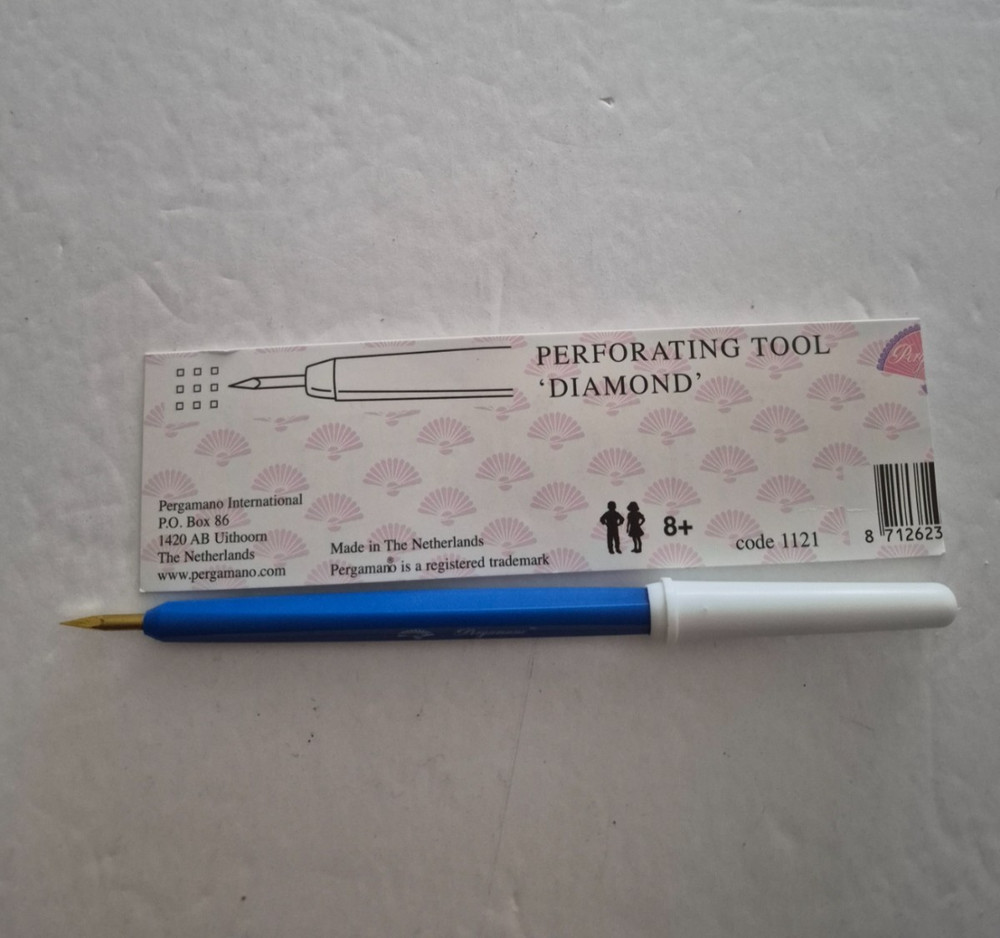 PERFORATING TOOL
‘DIAMOND’
Pergamano International
P.O. Box 86
1420 AB Uithoorn
The Netherlands
www.pergamano.com
Made in The Netherlands
Pergamano is a registered trademark
8+
code 1121
8 712623